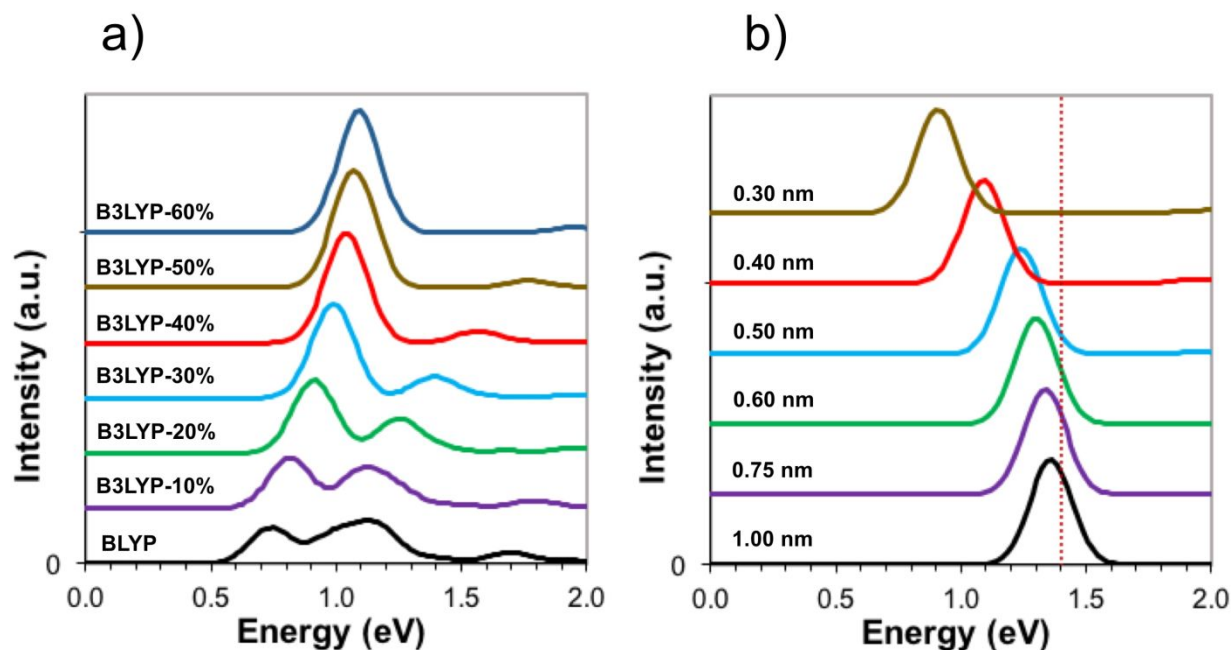 a)
B3LYP-60%
B3LYP-50%
B3LYP-40%
B3LYP-30%
B3LYP-20%
B3LYP-10%
BLYP
Intensity (a.u.)
0
0.0 0.5 1.0 1.5 2.0
Energy (eV)
b)
0.30 nm
0.40 nm
0.50 nm
0.60 nm
0.75 nm
1.00 nm
Intensity (a.u.)
0
0.0 0.5 1.0 1.5 2.0
Energy (eV)